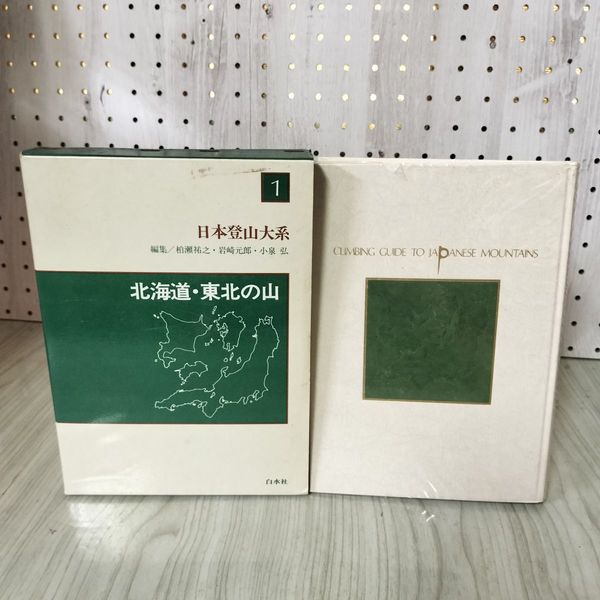 1
日本登山大系
編集/柏瀬祐之・岩崎元郎・小泉 弘
北海道・東北の山
白水社
CLIMBING GUIDE TO JAPANESE MOUNTAINS